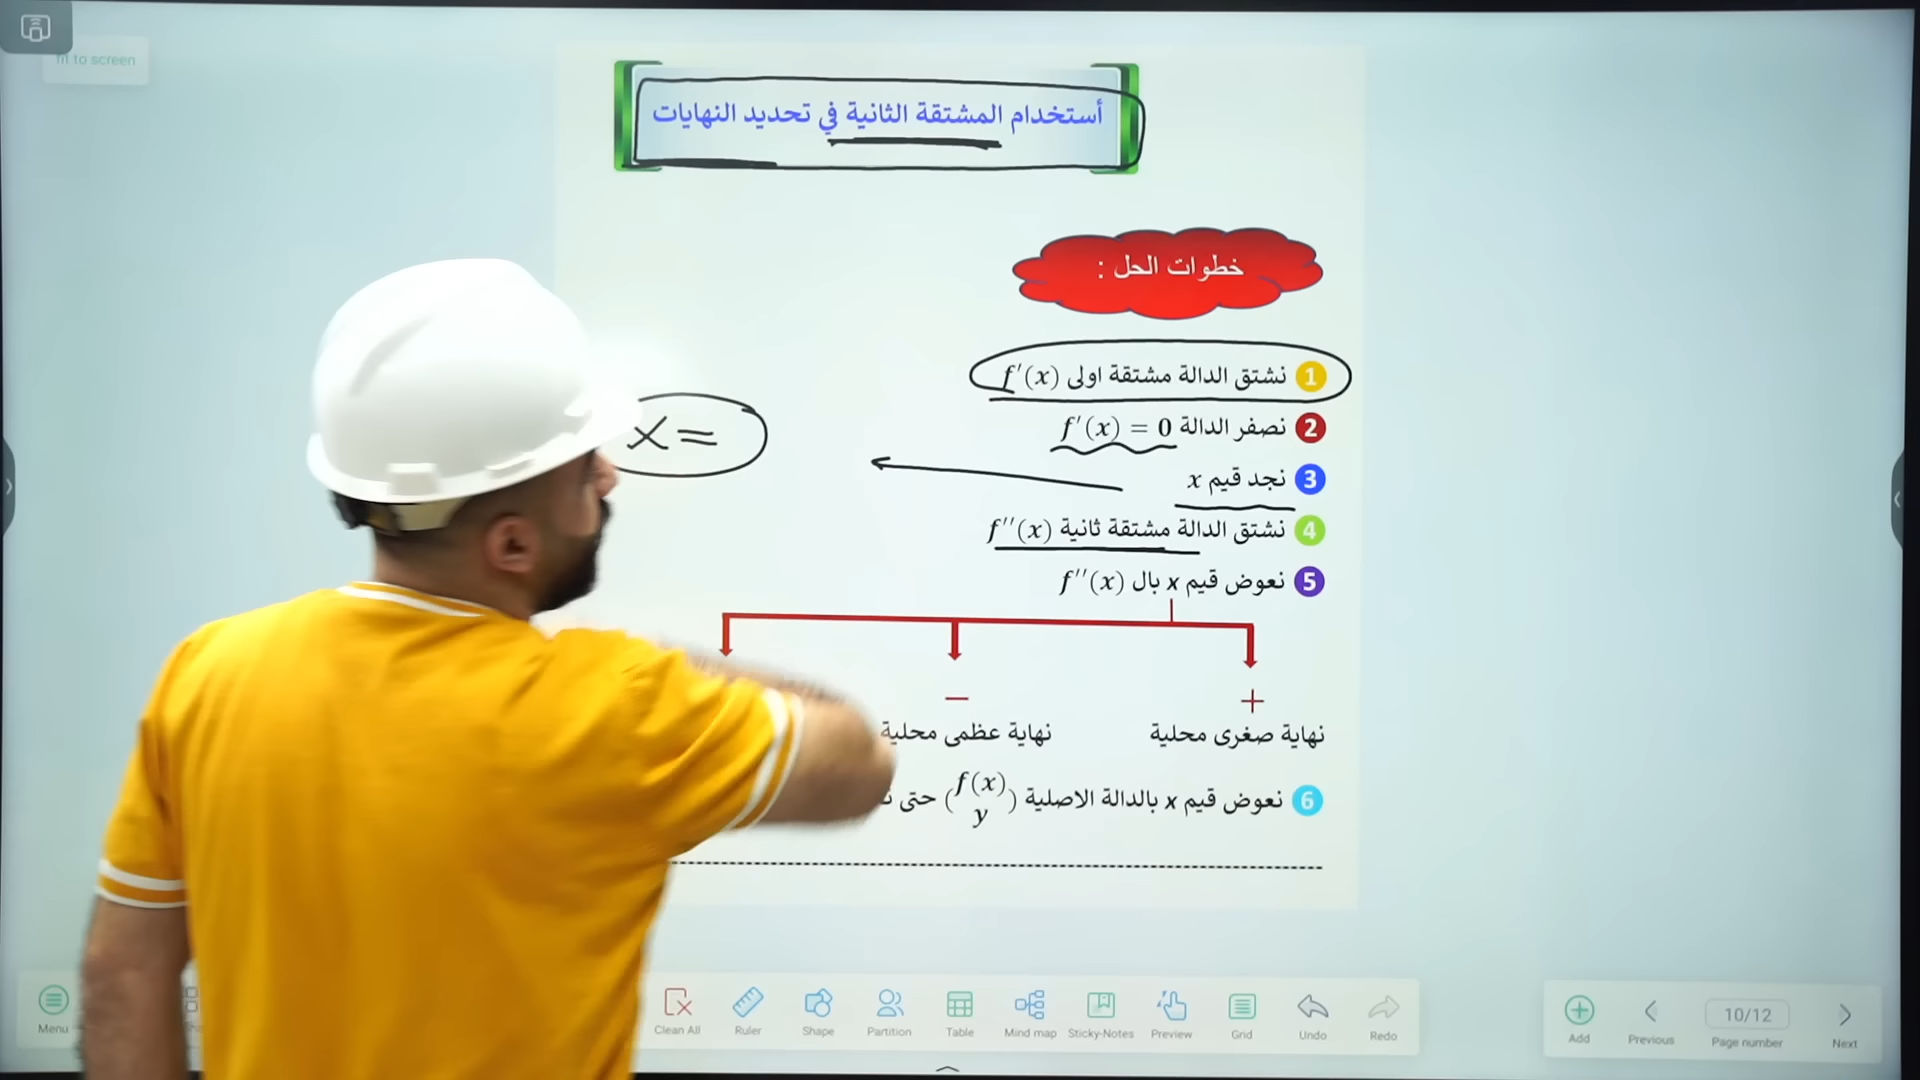 fit to screen
أستخدام المشتقة الثانية في تحديد النهايات
خطوات الحل :
1 نشتق الدالة مشتقة اولى f′(x)
2 نصفر الدالة f′(x) = 0
x =
3 نجد قيم x
4 نشتق الدالة مشتقة ثانية f′′(x)
5 نعوض قيم x بال f′′(x)
+ −
نهاية صغرى محلية نهاية عظمى محلية
6 نعوض قيم x بالدالة الاصلية (f(x) y) حتى
Menu Clean All Ruler Shape Partition Table Mind map Sticky-Notes Preview Grid Undo Redo Add Previous 10/12 Page number Next